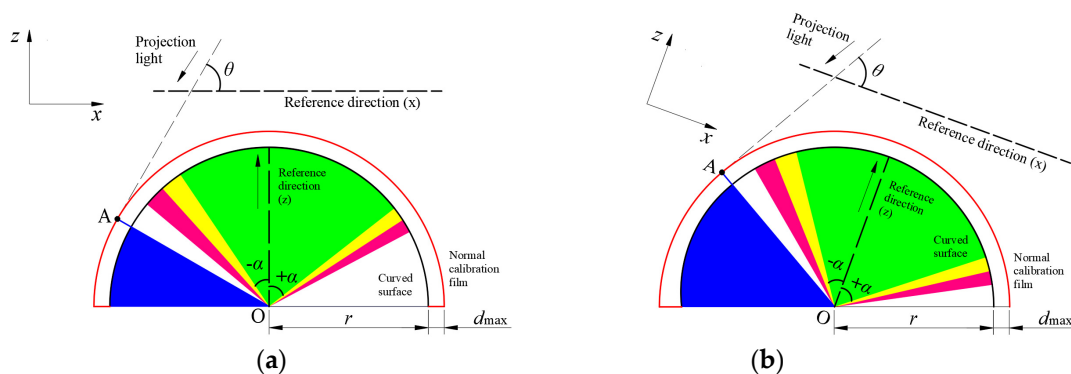 z
Projection
light
θ
x
Reference direction (x)
A
Reference
direction
(z)
Normal
calibration
film
-α
+α
Curved
surface
O
r
dmax
(a)
z
Projection
light
θ
x
Reference direction (x)
A
Reference
direction
(z)
Curved
surface
Normal
calibration
film
-α
+α
O
r
dmax
(b)